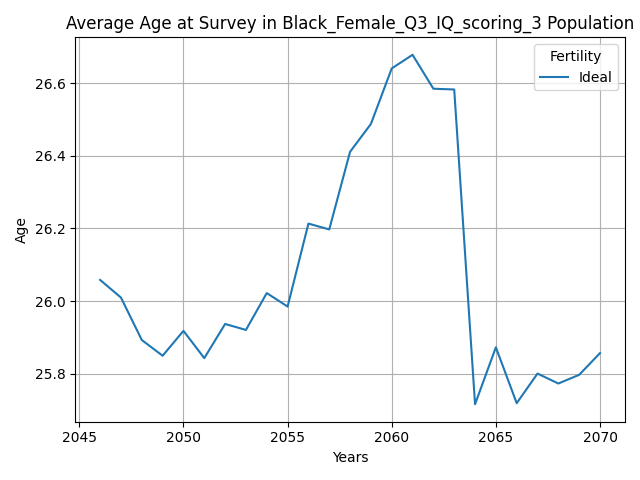 Average Age at Survey in Black_Female_Q3_IQ_scoring_3 Population
Fertility
Ideal
26.6
26.4
26.2
26.0
25.8
Age
2045 2050 2055 2060 2065 2070
Years